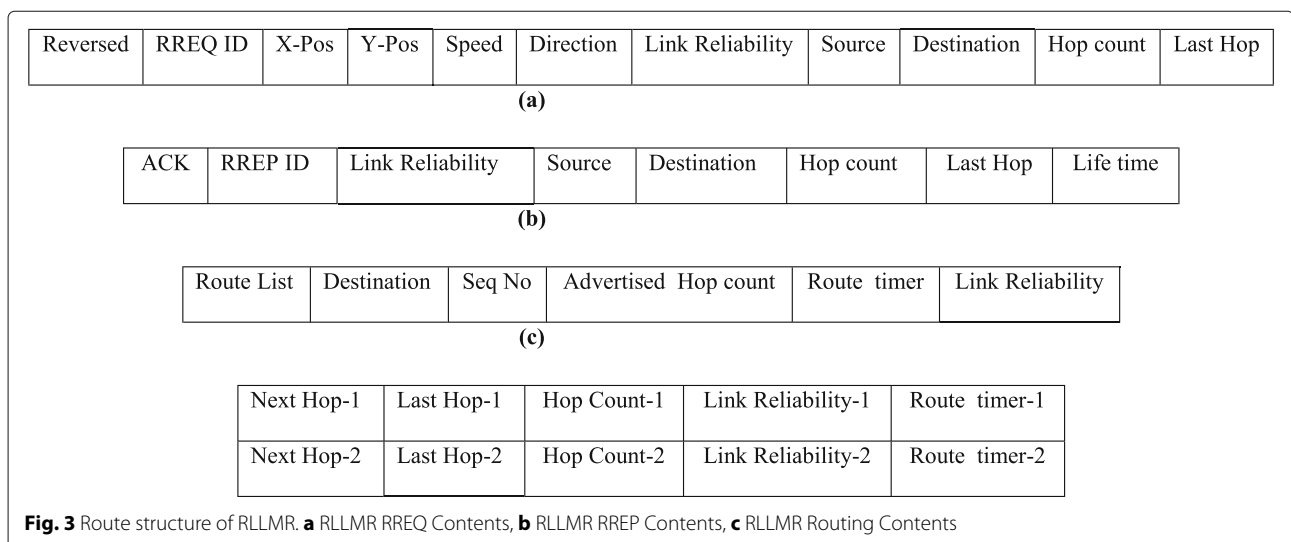 Reversed RREQ ID X-Pos Y-Pos Speed Direction Link Reliability Source Destination Hop count Last Hop
(a)
ACK RREP ID Link Reliability Source Destination Hop count Last Hop Life time
(b)
Route List Destination Seq No Advertised Hop count Route timer Link Reliability
(c)
Next Hop-1 Last Hop-1 Hop Count-1 Link Reliability-1 Route timer-1
Next Hop-2 Last Hop-2 Hop Count-2 Link Reliability-2 Route timer-2
Fig. 3 Route structure of RLLMR. a RLLMR RREQ Contents, b RLLMR RREP Contents, c RLLMR Routing Contents